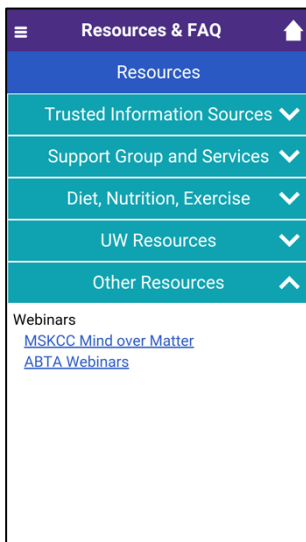 Resources & FAQ
Resources
Trusted Information Sources
Support Group and Services
Diet, Nutrition, Exercise
UW Resources
Other Resources
Webinars
MSKCC Mind over Matter
ABTA Webinars